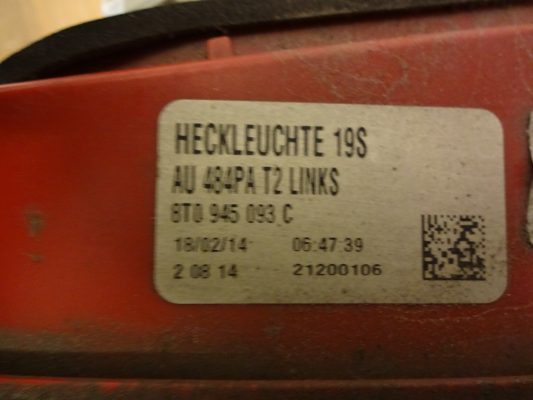 HECKLEUCHTE 19S
AU 484PA T2 LINKS
8T0 945 093 C
18/02/14 06:47:39
2 08 14 21200106